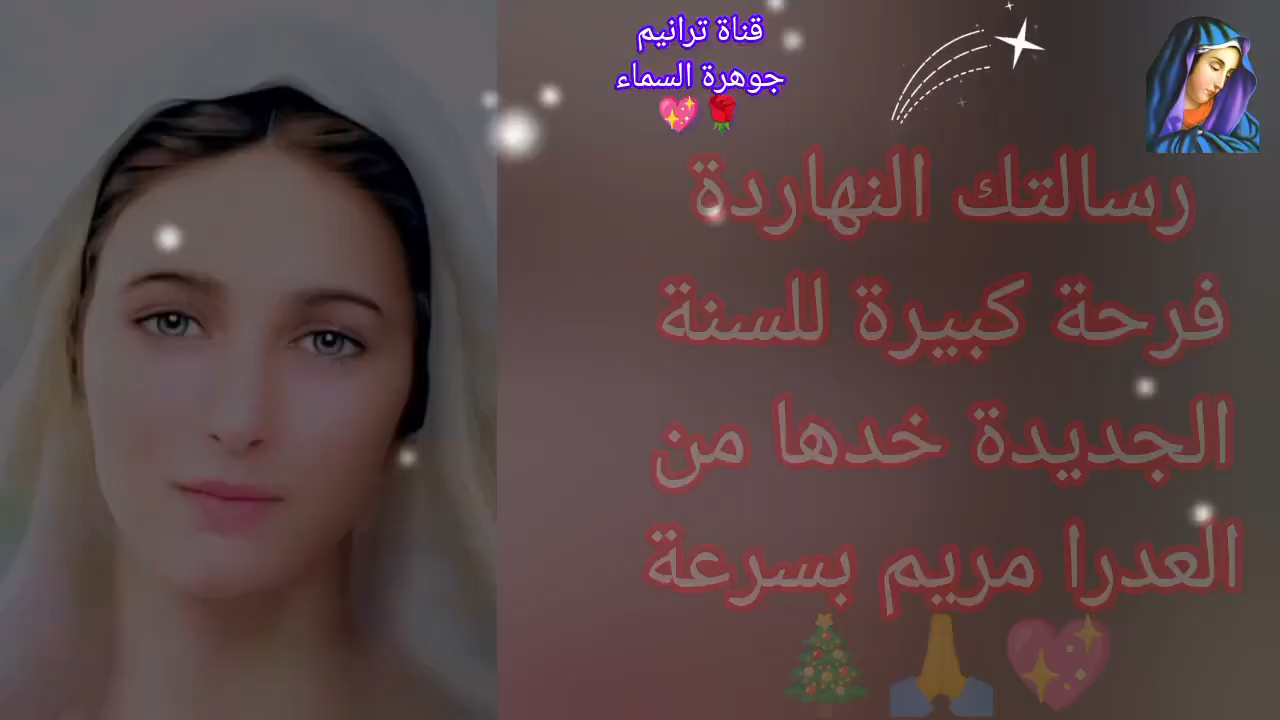 قناة ترانيم
جوهرة السماء
💖🌹
رسالتك النهاردة
فرحة كبيرة للسنة
الجديدة خدها من
العدرا مريم بسرعة
🎄🙏💖